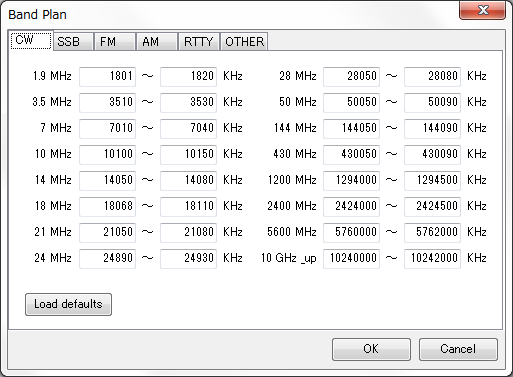 Band Plan
CW SSB FM AM RTTY OTHER
1.9 MHz 1801 ～ 1820 KHz 28 MHz 28050 ～ 28080 KHz
3.5 MHz 3510 ～ 3530 KHz 50 MHz 50050 ～ 50090 KHz
7 MHz 7010 ～ 7040 KHz 144 MHz 144050 ～ 144090 KHz
10 MHz 10100 ～ 10150 KHz 430 MHz 430050 ～ 430090 KHz
14 MHz 14050 ～ 14080 KHz 1200 MHz 1294000 ～ 1294500 KHz
18 MHz 18068 ～ 18110 KHz 2400 MHz 2424000 ～ 2424500 KHz
21 MHz 21050 ～ 21080 KHz 5600 MHz 5760000 ～ 5762000 KHz
24 MHz 24890 ～ 24930 KHz 10 GHz _up 10240000 ～ 10242000 KHz
Load defaults
OK Cancel